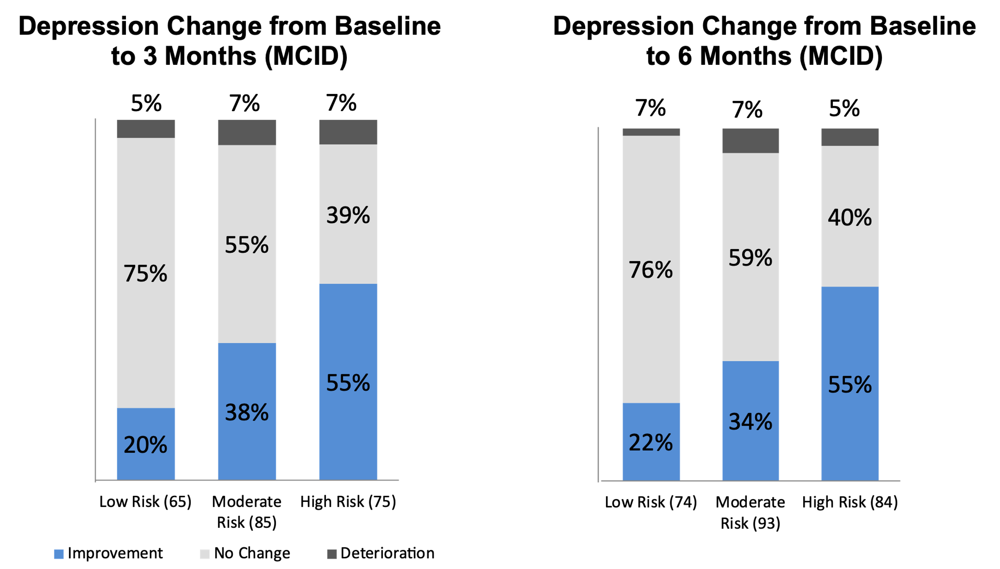 Depression Change from Baseline
to 3 Months (MCID)
5%
7%
7%
39%
55%
75%
55%
38%
20%
Low Risk (65)
Moderate
Risk (85)
High Risk (75)
Improvement
No Change
Deterioration
Depression Change from Baseline
to 6 Months (MCID)
7%
7%
5%
40%
59%
76%
55%
34%
22%
Low Risk (74)
Moderate
Risk (93)
High Risk (84)